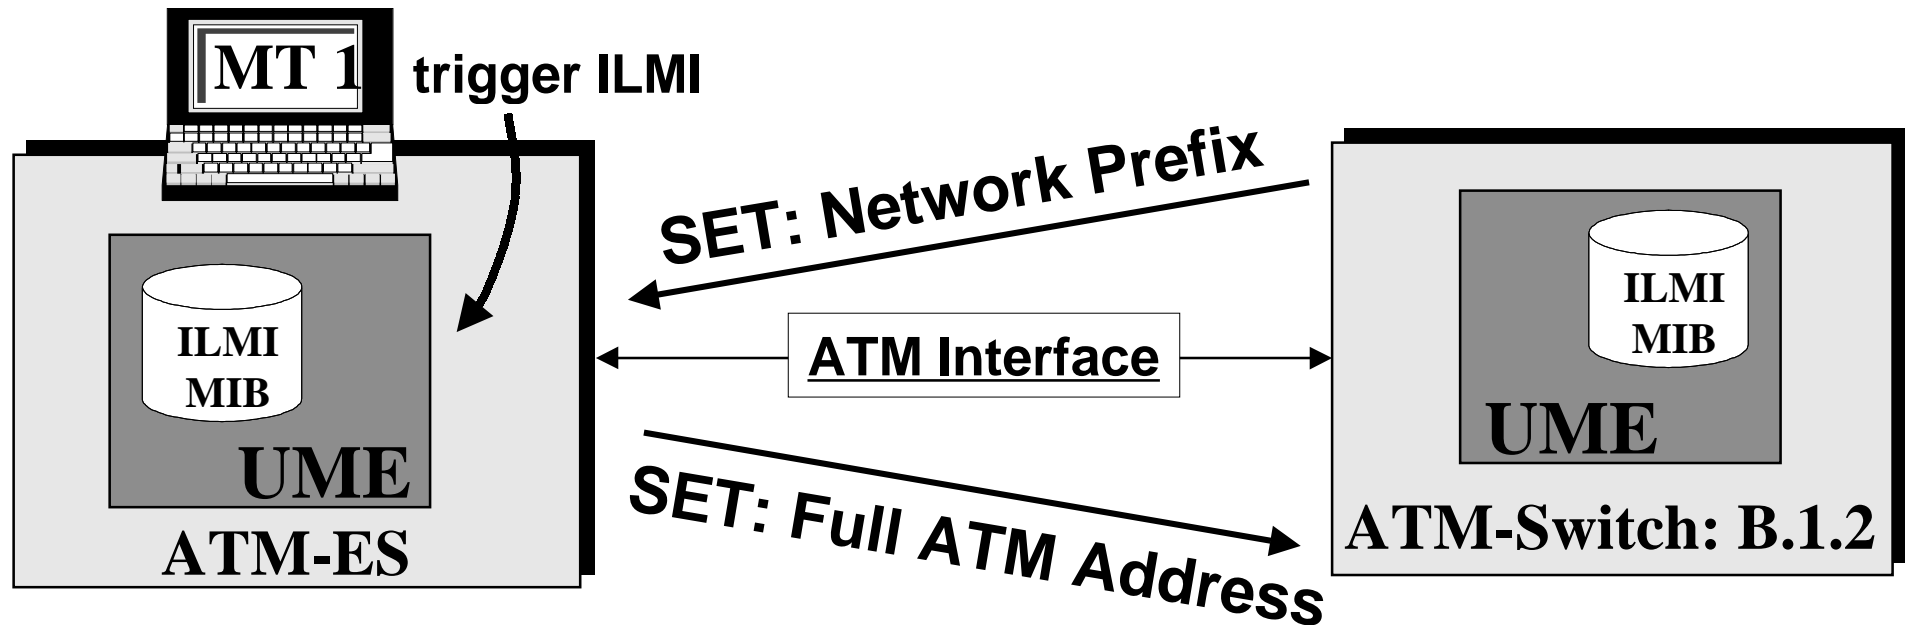 MT 1
trigger ILMI
SET: Network Prefix
ILMI
MIB
UME
ATM-ES
ATM Interface
SET: Full ATM Address
ILMI
MIB
UME
ATM-Switch: B.1.2